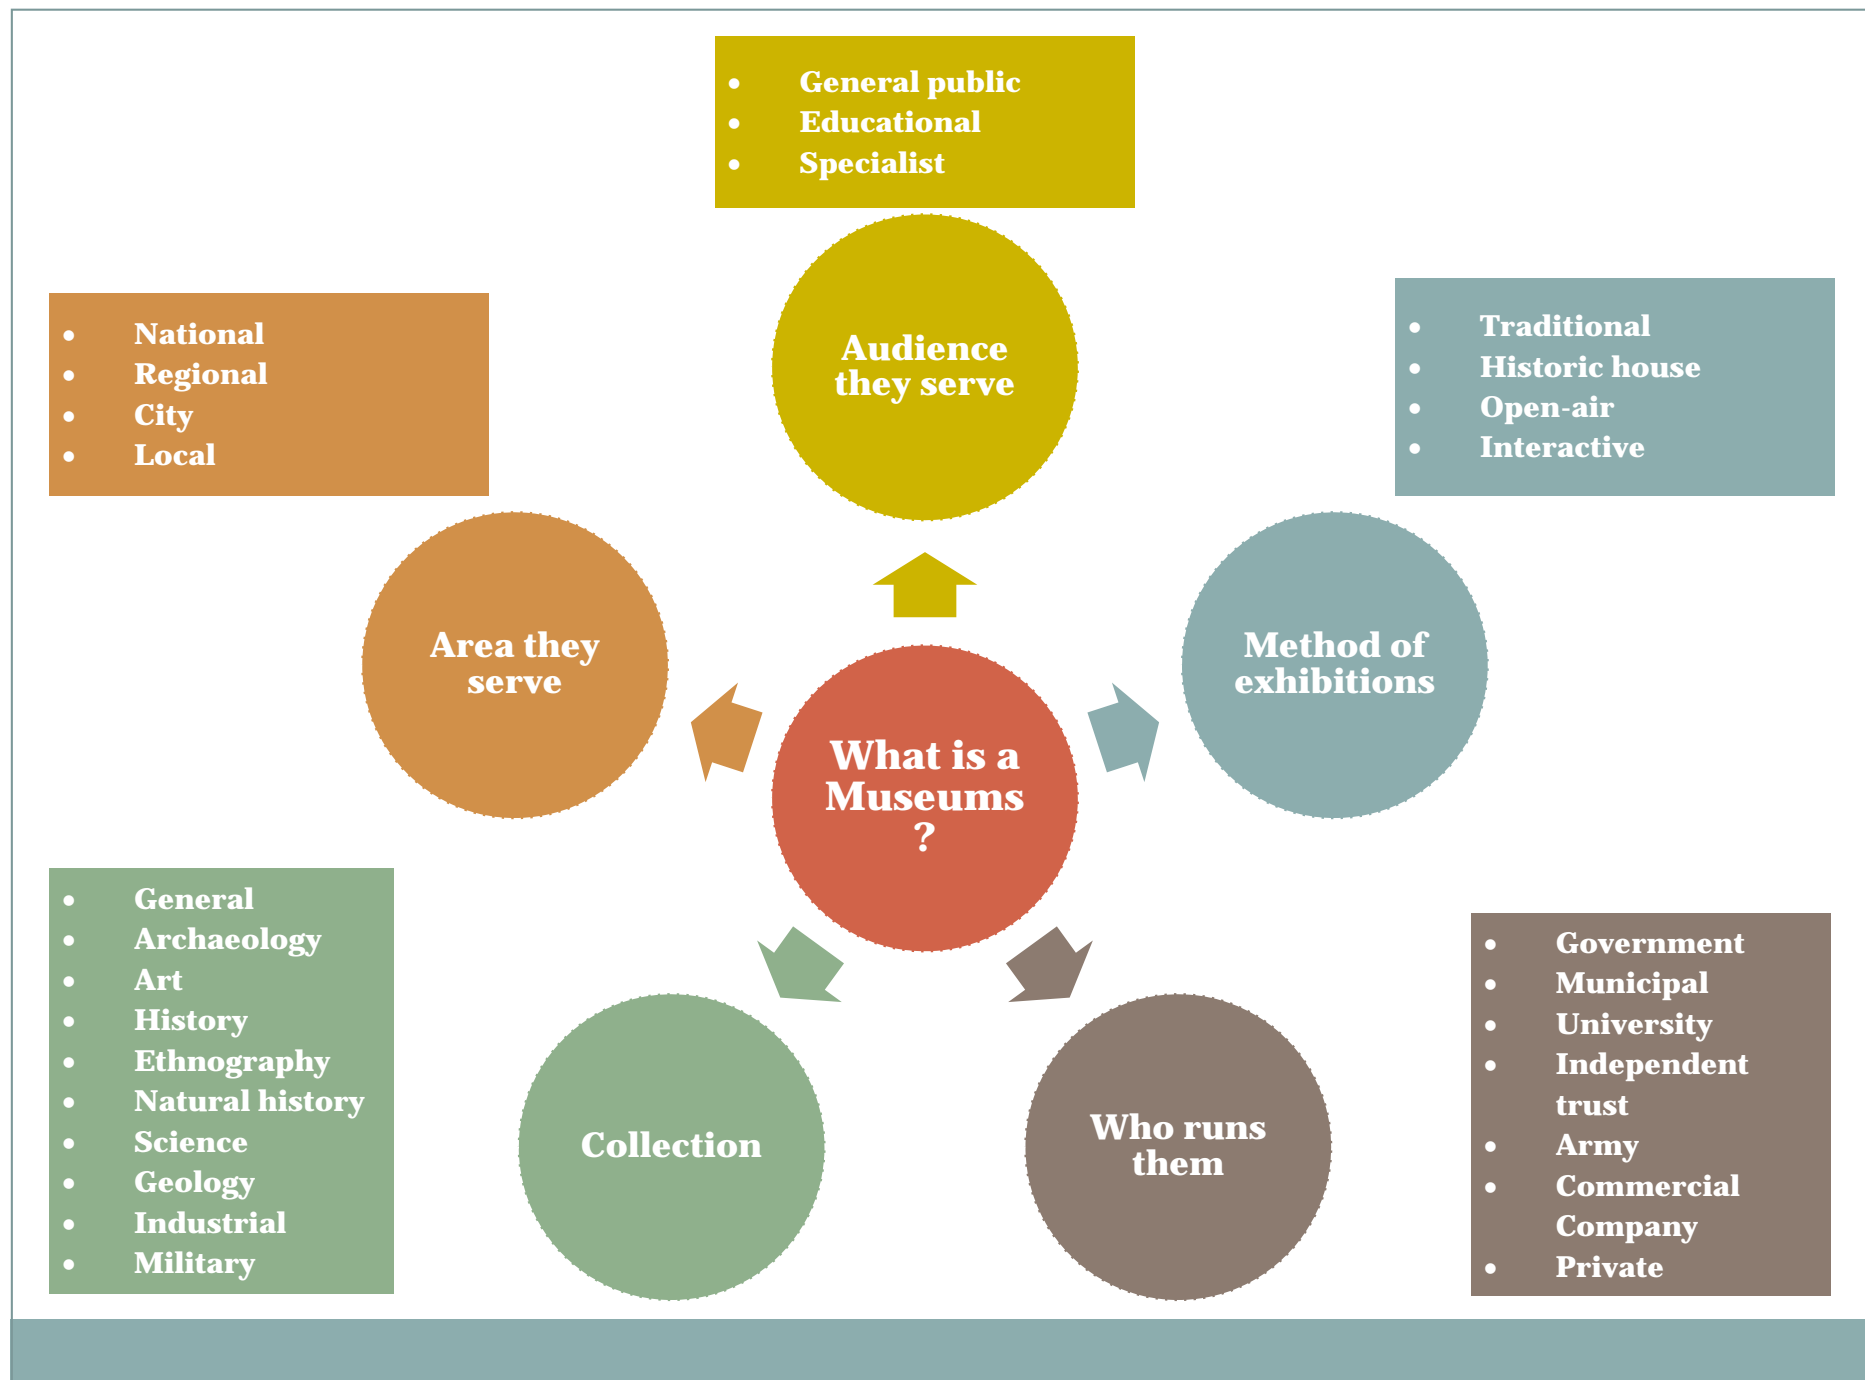 • General public
• Educational
• Specialist
Audience
they serve
• National
• Regional
• City
• Local
Area they
serve
• Traditional
• Historic house
• Open-air
• Interactive
Method of
exhibitions
What is a
Museums
?
• General
• Archaeology
• Art
• History
• Ethnography
• Natural history
• Science
• Geology
• Industrial
• Military
Collection
Who runs
them
• Government
• Municipal
• University
• Independent
trust
• Army
• Commercial
Company
• Private